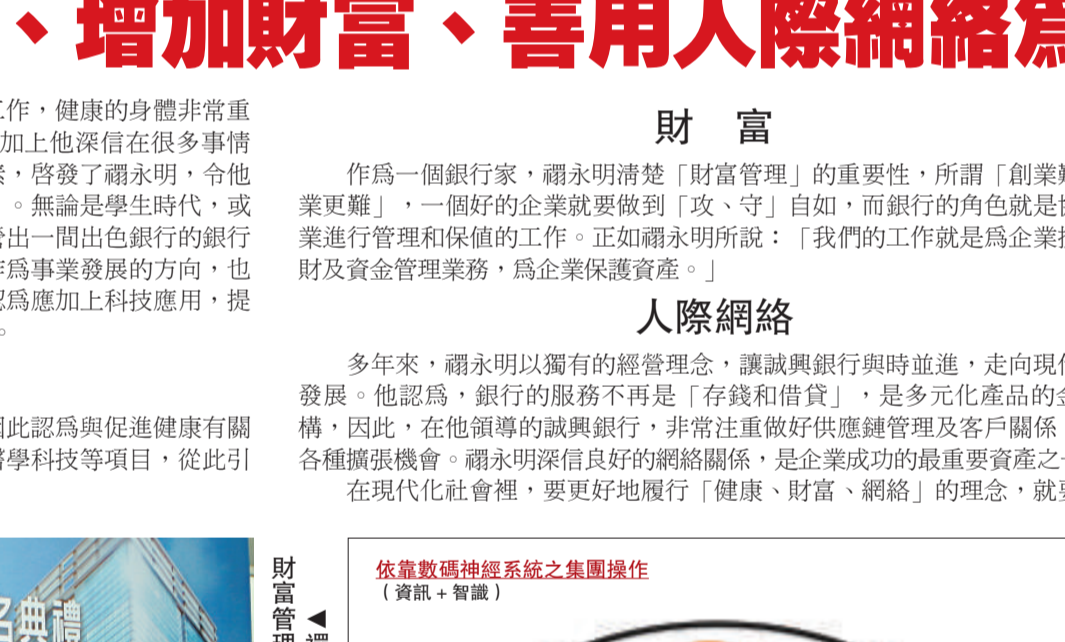 、增加財富、善用人際網絡爲
工作，健康的身體非常重
加上他深信在很多事情
，啓發了禤永明，令他
。無論是學生時代，或
出一間出色銀行的銀行
作爲事業發展的方向，也
認爲應加上科技應用，提
。
因此認爲與促進健康有關
醫學科技等項目，從此引
財　富
作爲一個銀行家，禤永明清楚「財富管理」的重要性，所謂「創業難
業更難」，一個好的企業就要做到「攻、守」自如，而銀行的角色就是
業進行管理和保值的工作。正如禤永明所說：「我們的工作就是爲企業
財及資金管理業務，爲企業保護資產。」
人際網絡
多年來，禤永明以獨有的經營理念，讓誠興銀行與時並進，走向現代
發展。他認爲，銀行的服務不再是「存錢和借貸」，是多元化產品的金
構，因此，在他領導的誠興銀行，非常注重做好供應鏈管理及客戶關係
各種擴張機會。禤永明深信良好的網絡關係，是企業成功的最重要資產之一
在現代化社會裡，要更好地履行「健康、財富、網絡」的理念，就要
名典禮
財富管理
◀禤
依靠數碼神經系統之集團操作
（資訊+智識）